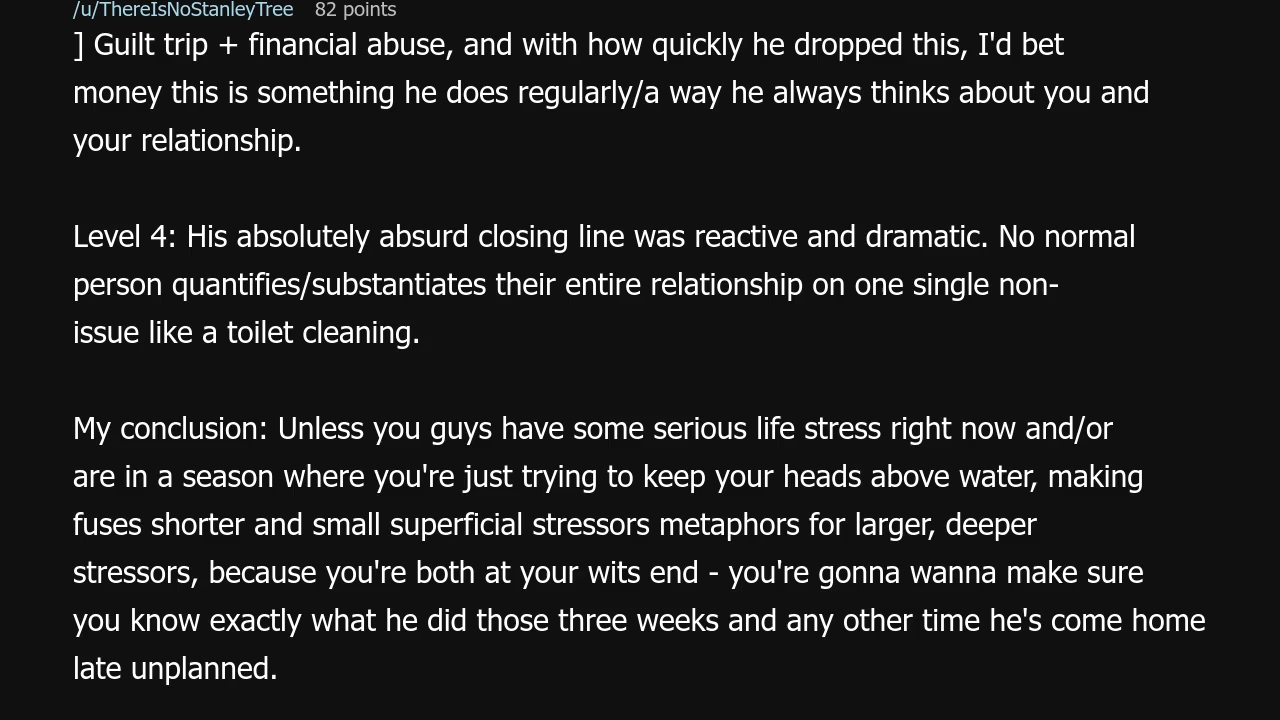 /u/ThereIsNoStanleyTree 82 points
] Guilt trip + financial abuse, and with how quickly he dropped this, I'd bet
money this is something he does regularly/a way he always thinks about you and
your relationship.
Level 4: His absolutely absurd closing line was reactive and dramatic. No normal
person quantifies/substantiates their entire relationship on one single non-
issue like a toilet cleaning.
My conclusion: Unless you guys have some serious life stress right now and/or
are in a season where you're just trying to keep your heads above water, making
fuses shorter and small superficial stressors metaphors for larger, deeper
stressors, because you're both at your wits end - you're gonna wanna make sure
you know exactly what he did those three weeks and any other time he's come home
late unplanned.